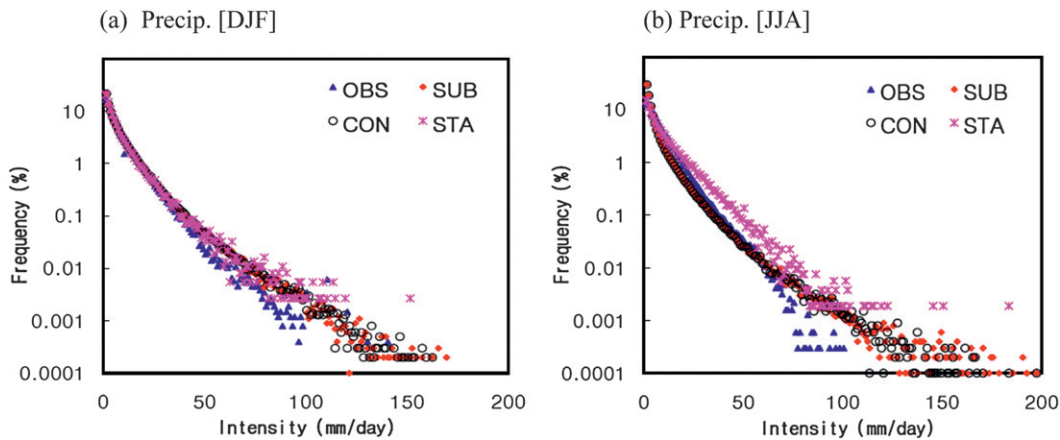 (a) Precip. [DJF]
OBS SUB
CON STA
10
1
0.1
0.01
0.001
0.0001
Frequency (%)
0 50 100 150 200
Intensity (mm/day)
(b) Precip. [JJA]
OBS SUB
CON STA
10
1
0.1
0.01
0.001
0.0001
Frequency (%)
0 50 100 150 200
Intensity (mm/day)